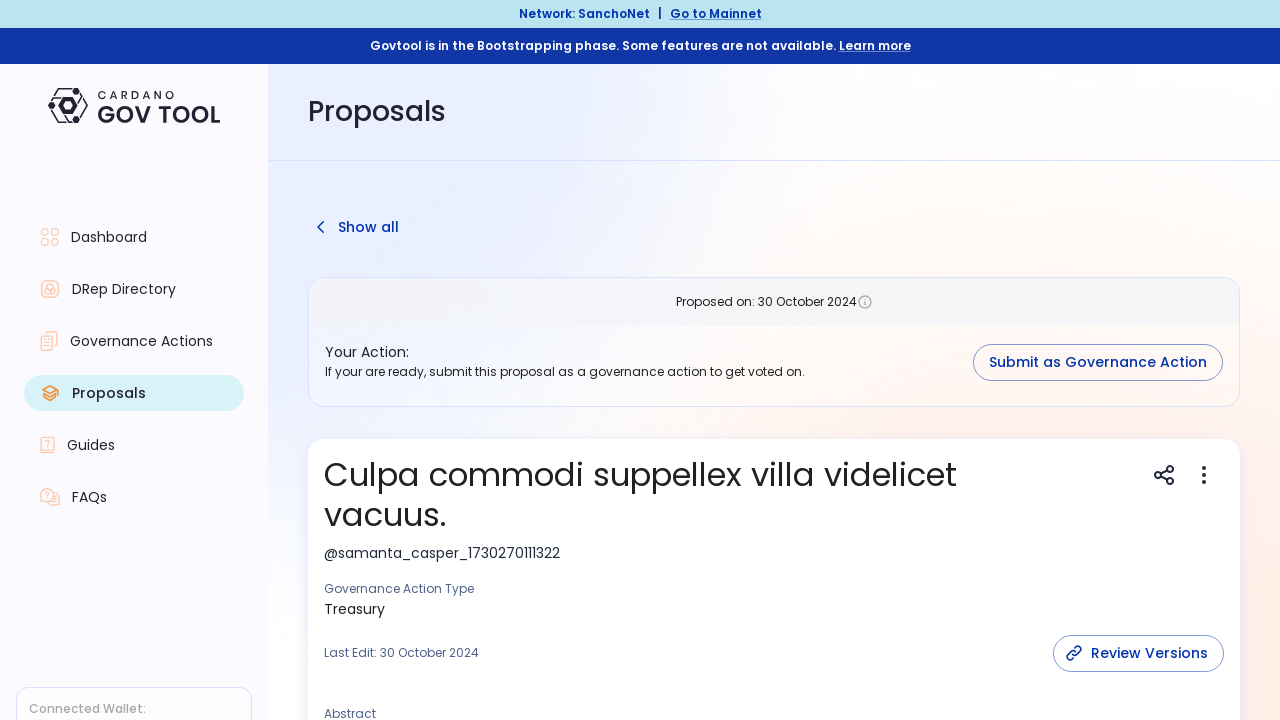 Network: SanchoNet | Go to Mainnet
Govtool is in the Bootstrapping phase. Some features are not available. Learn more
CARDANO
GOV TOOL
Proposals
Dashboard
DRep Directory
Governance Actions
Proposals
Guides
FAQs
Connected Wallet:
Show all
Proposed on: 30 October 2024
Your Action:
If your are ready, submit this proposal as a governance action to get voted on.
Submit as Governance Action
Culpa commodi suppellex villa videlicet
vacuus.
@samanta_casper_1730270111322
Governance Action Type
Treasury
Last Edit: 30 October 2024
Review Versions
Abstract